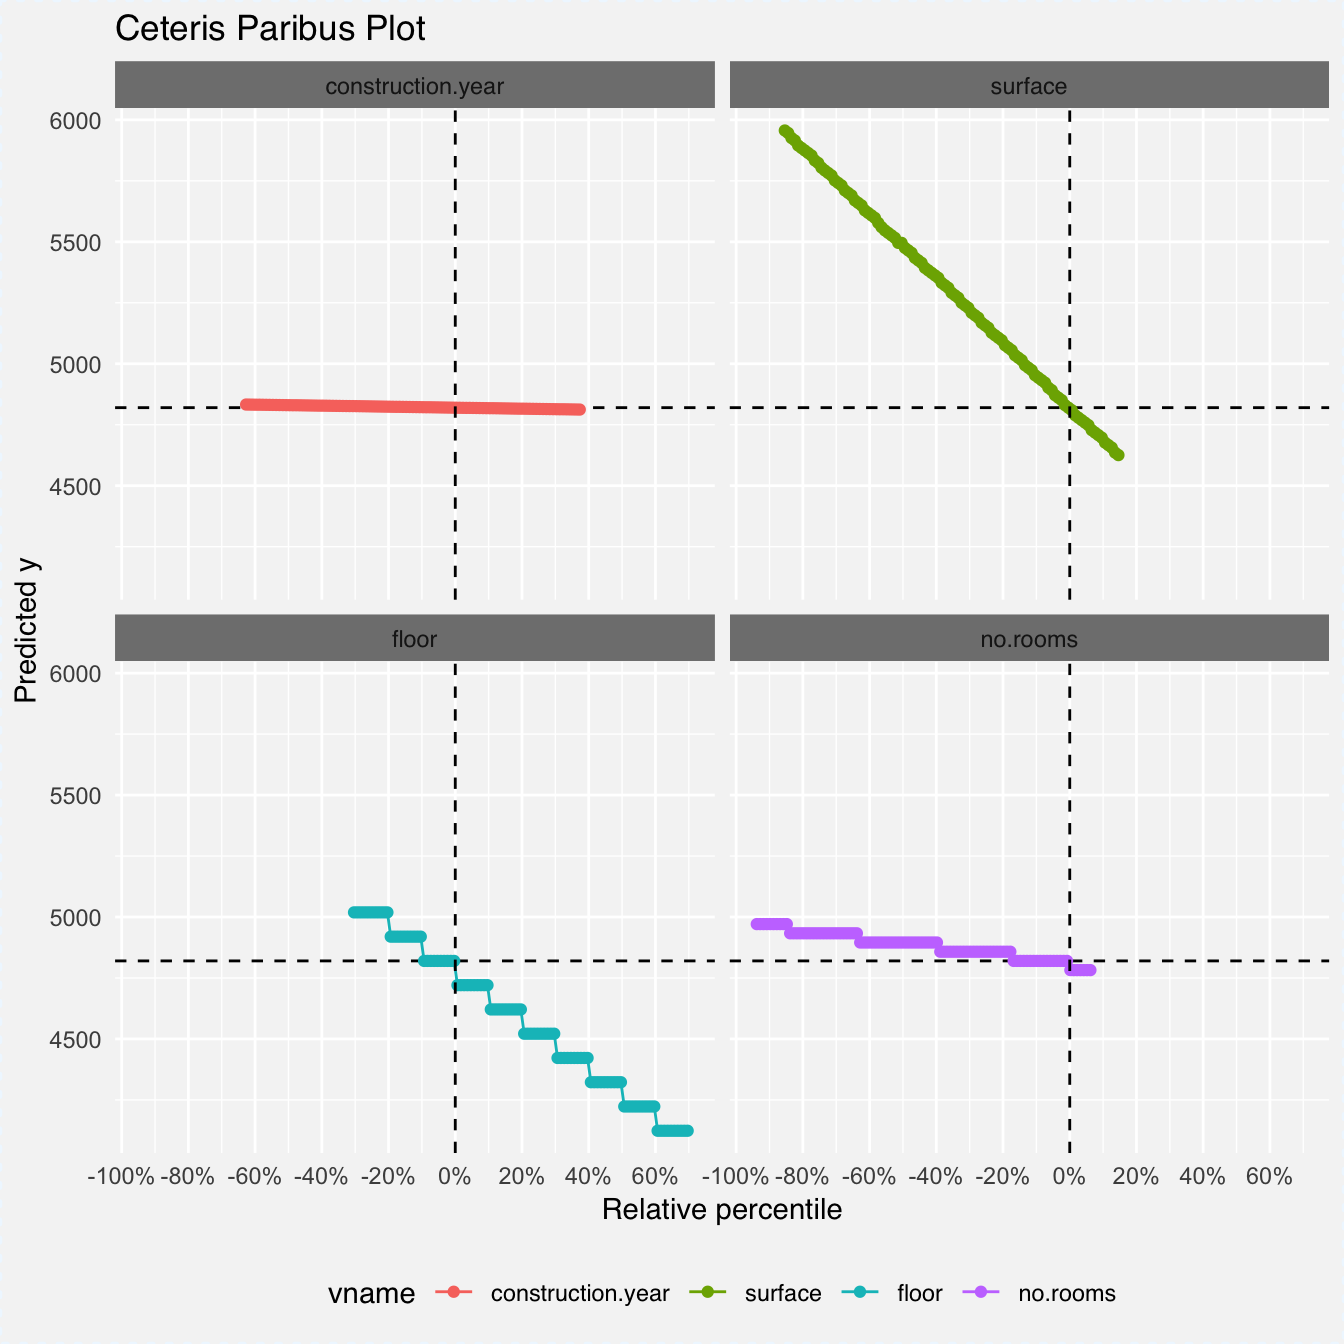 Ceteris Paribus Plot
construction.year surface
6000
5500
5000
4500
floor no.rooms
6000
5500
5000
4500
Predicted y
-100% -80% -60% -40% -20% 0% 20% 40% 60% -100% -80% -60% -40% -20% 0% 20% 40% 60%
Relative percentile
vname construction.year surface floor no.rooms